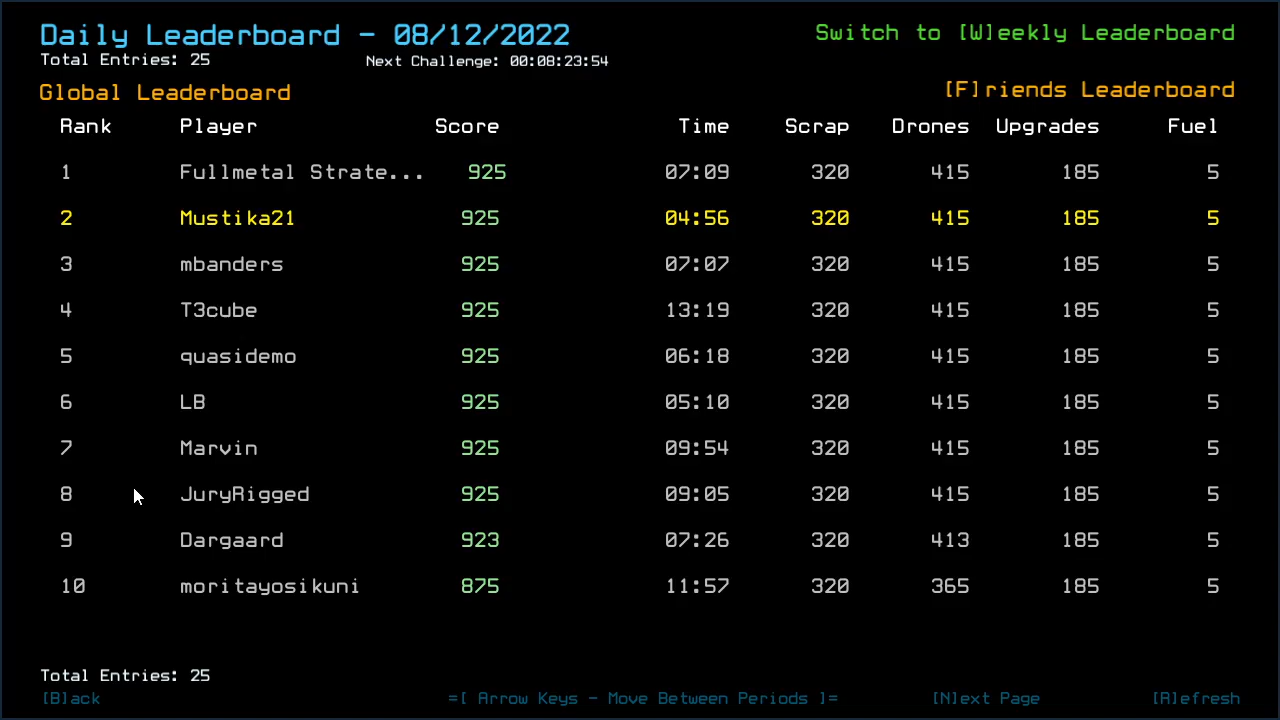 Daily Leaderboard - 08/12/2022 Switch to [W]eekly Leaderboard
Total Entries: 25 Next Challenge: 00:08:23:54
Global Leaderboard [F]riends Leaderboard
Rank Player Score Time Scrap Drones Upgrades Fuel
1 Fullmetal Strate... 925 07:09 320 415 185 5
2 Mustika21 925 04:56 320 415 185 5
3 mbanders 925 07:07 320 415 185 5
4 T3cube 925 13:19 320 415 185 5
5 quasidemo 925 06:18 320 415 185 5
6 LB 925 05:10 320 415 185 5
7 Marvin 925 09:54 320 415 185 5
8 JuryRigged 925 09:05 320 415 185 5
9 Dargaard 923 07:26 320 413 185 5
10 moritayosikuni 875 11:57 320 365 185 5
Total Entries: 25
[B]ack =[ Arrow Keys - Move Between Periods ]= [N]ext Page [R]efresh